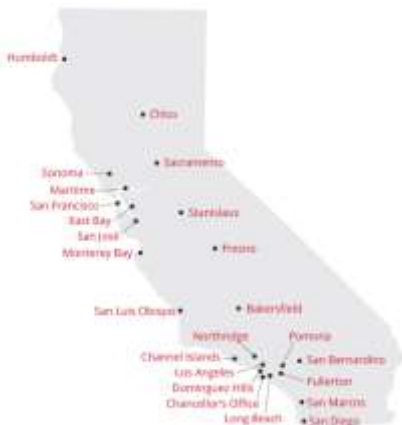 Humboldt
Chico
Sacramento
Sonoma
Maritime
San Francisco
East Bay
San José
Monterey Bay
Stanislaus
Fresno
San Luis Obispo
Bakersfield
Northridge
Pomona
Channel Islands
San Bernardino
Los Angeles
Fullerton
Dominguez Hills
Chancellor's Office
San Marcos
Long Beach
San Diego